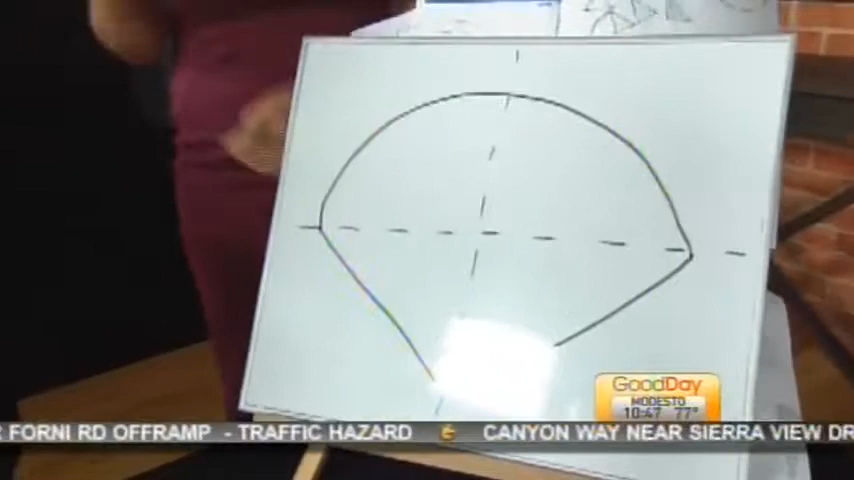 GoodDay
MODESTO
10:47 77°
R FORNI RD OFFRAMP - TRAFFIC HAZARD CANYON WAY NEAR SIERRA VIEW DR